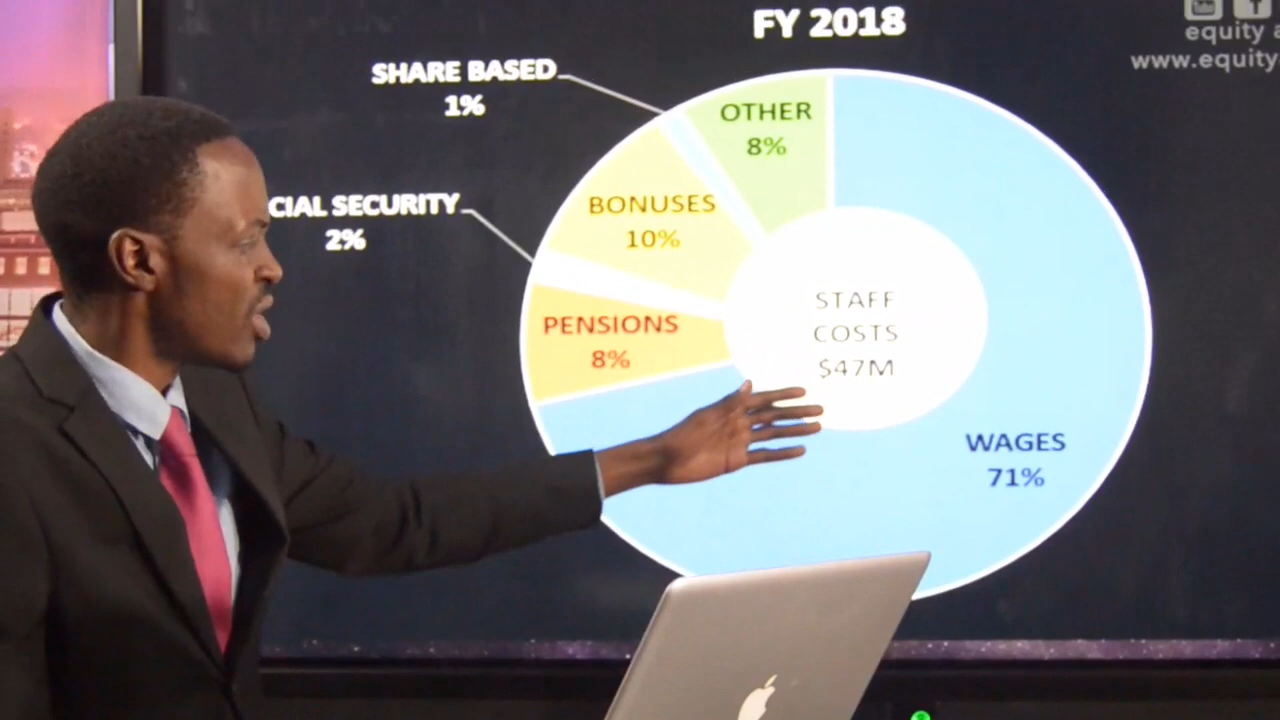 FY 2018
equity
www.equity
SHARE BASED
1%
OTHER
8%
CIAL SECURITY
2%
BONUSES
10%
PENSIONS
8%
STAFF
COSTS
$47M
WAGES
71%